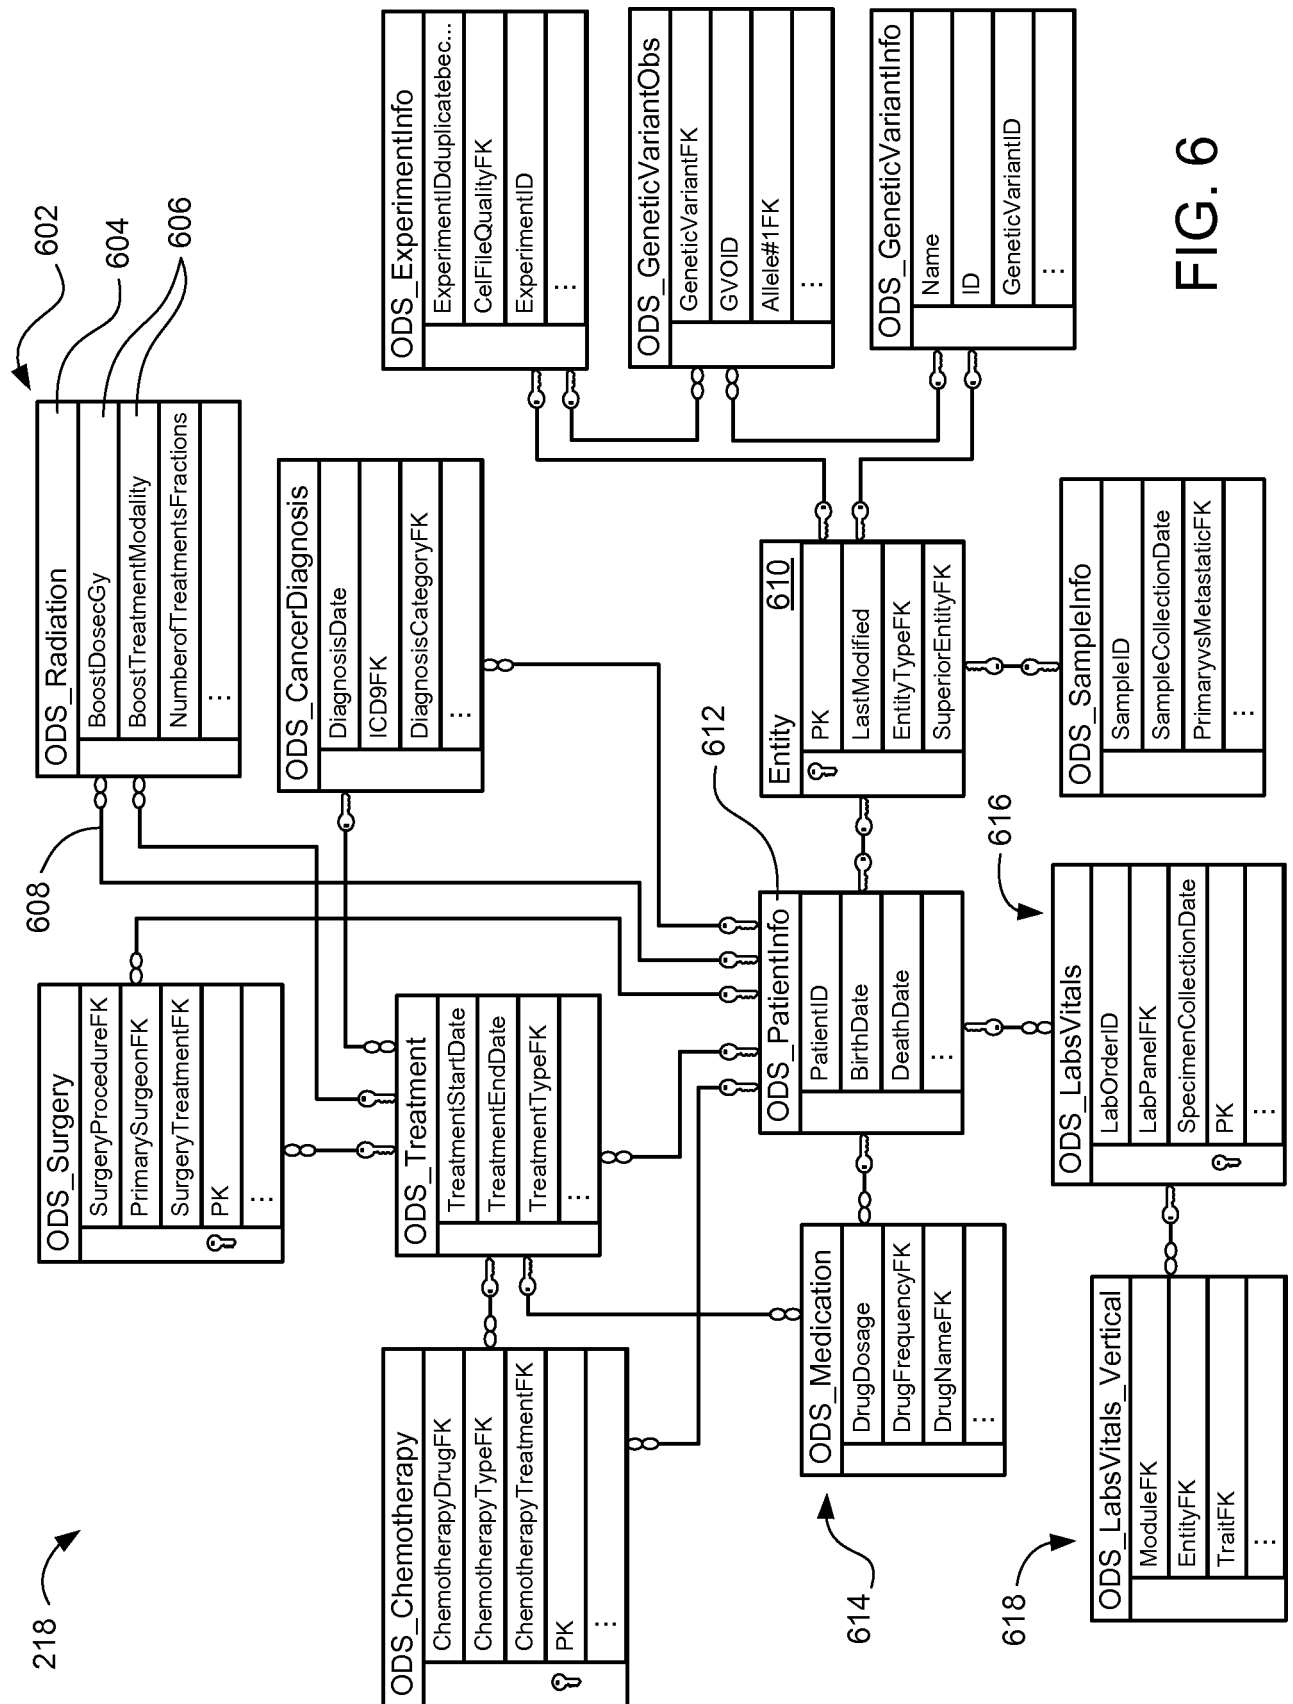 218
608
602
604
606
ODS_Chemotherapy
ChemotherapyDrugFK
ChemotherapyTypeFK
ChemotherapyTreatmentFK
PK
...
ODS_Surgery
SurgeryProcedureFK
PrimarySurgeonFK
SurgeryTreatmentFK
PK
...
ODS_Radiation
BoostDosecGy
BoostTreatmentModality
NumberofTreatmentsFractions
...
ODS_Treatment
TreatmentStartDate
TreatmentEndDate
TreatmentTypeFK
...
ODS_CancerDiagnosis
DiagnosisDate
ICD9FK
DiagnosisCategoryFK
...
ODS_ExperimentInfo
ExperimentIDduplicatebec...
CelFileQualityFK
ExperimentID
...
ODS_GeneticVariantObs
GeneticVariantFK
GVOID
Allele#1FK
...
ODS_GeneticVariantInfo
Name
ID
GeneticVariantID
...
614
ODS_Medication
DrugDosage
DrugFrequencyFK
DrugNameFK
...
612
ODS_PatientInfo
PatientID
BirthDate
DeathDate
...
Entity 610
PK
LastModified
EntityTypeFK
SuperiorEntityFK
618
ODS_LabsVitals_Vertical
ModuleFK
EntityFK
TraitFK
...
616
ODS_LabsVitals
LabOrderID
LabPanelFK
SpecimenCollectionDate
PK
...
ODS_SampleInfo
SampleID
SampleCollectionDate
PrimaryvsMetastaticFK
...
FIG. 6